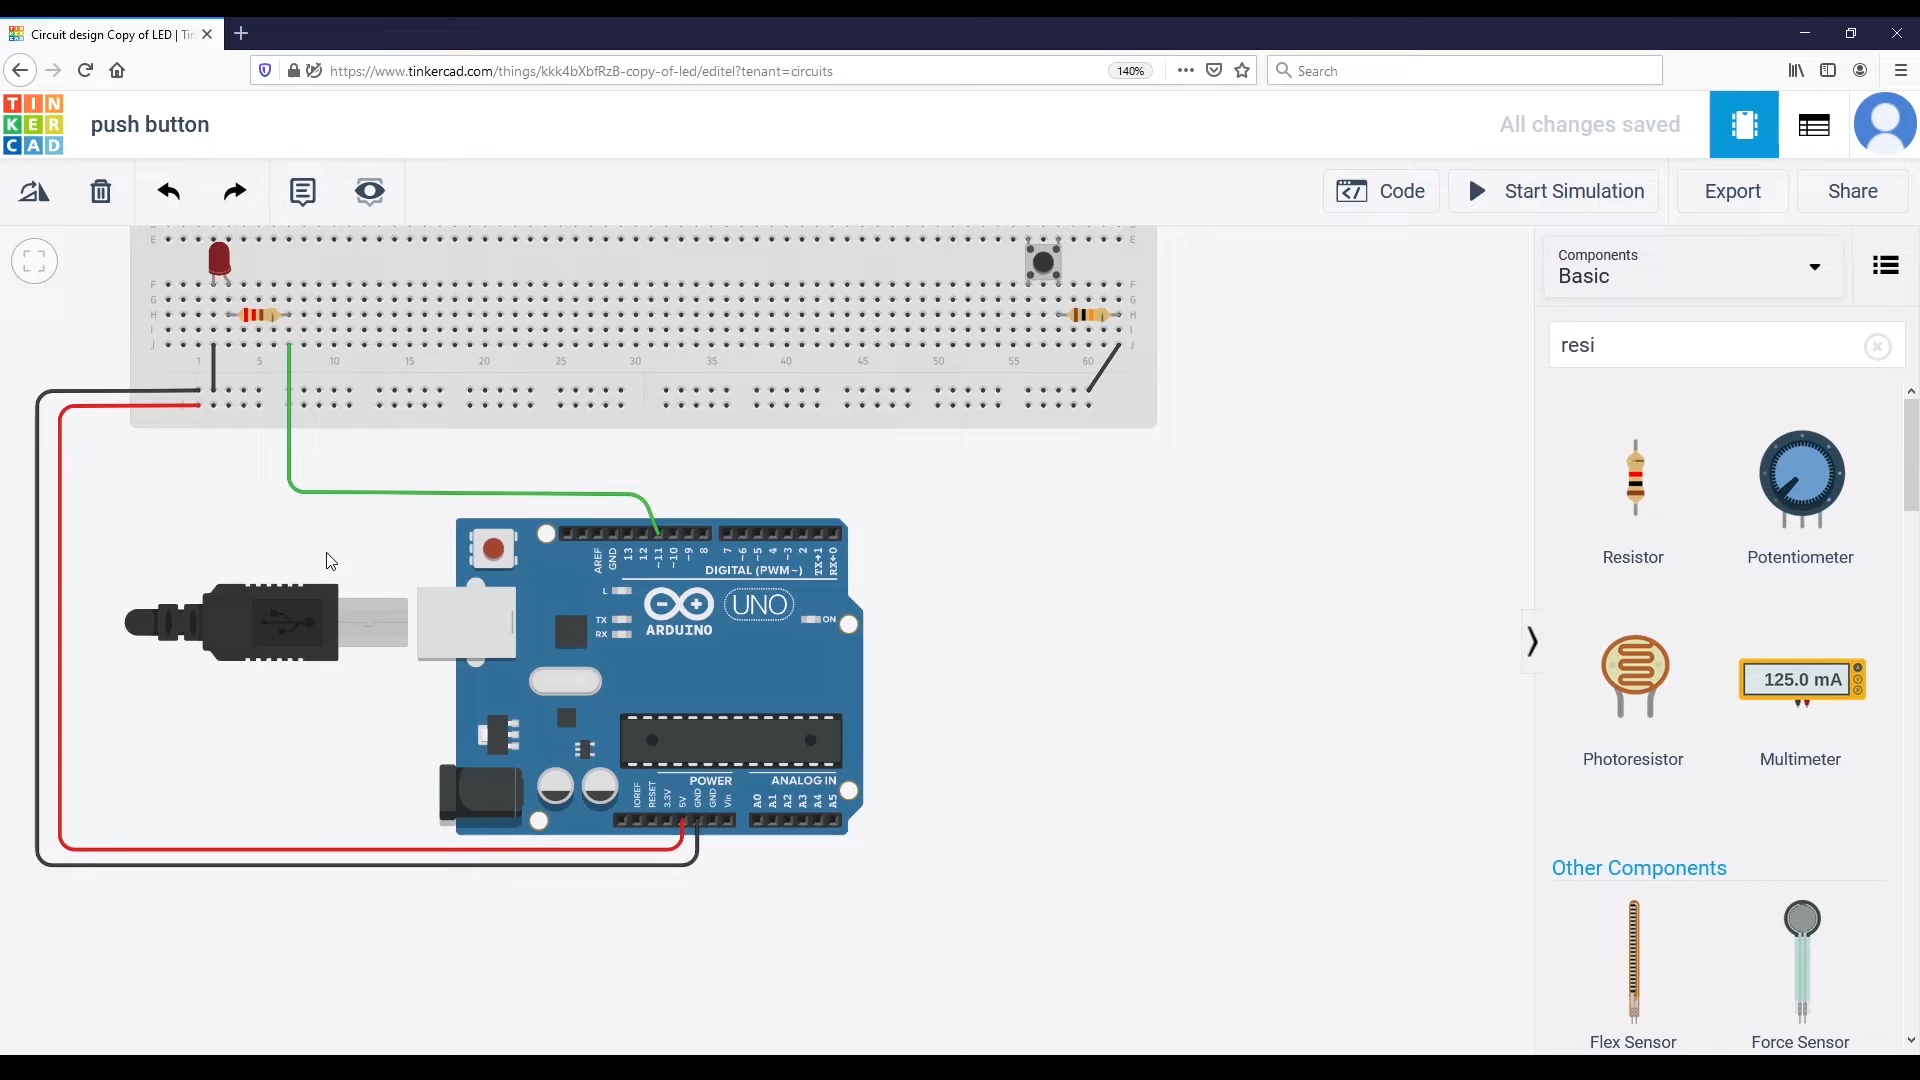 Circuit design Copy of LED | Tin
https://www.tinkercad.com/things/kkk4bXbfRzB-copy-of-led/editel?tenant=circuits
140%
Search
TIN
KER
CAD
push button
All changes saved
Code
Start Simulation
Export
Share
E E
F F
G G
H H
I I
J J
1 5 10 15 20 25 30 35 40 45 50 55 60
AREF GND 13 12 ~11 ~10 ~9 8 7 ~6 ~5 4 ~3 2 TX→1 RX←0
DIGITAL (PWM~)
L
TX
RX
ARDUINO
UNO
ON
POWER
ANALOG IN
IOREF RESET 3.3V 5V GND GND Vin A0 A1 A2 A3 A4 A5
Components
Basic
resi
Resistor
Potentiometer
125.0 mA
A
V
R
Photoresistor
Multimeter
Other Components
Flex Sensor
Force Sensor